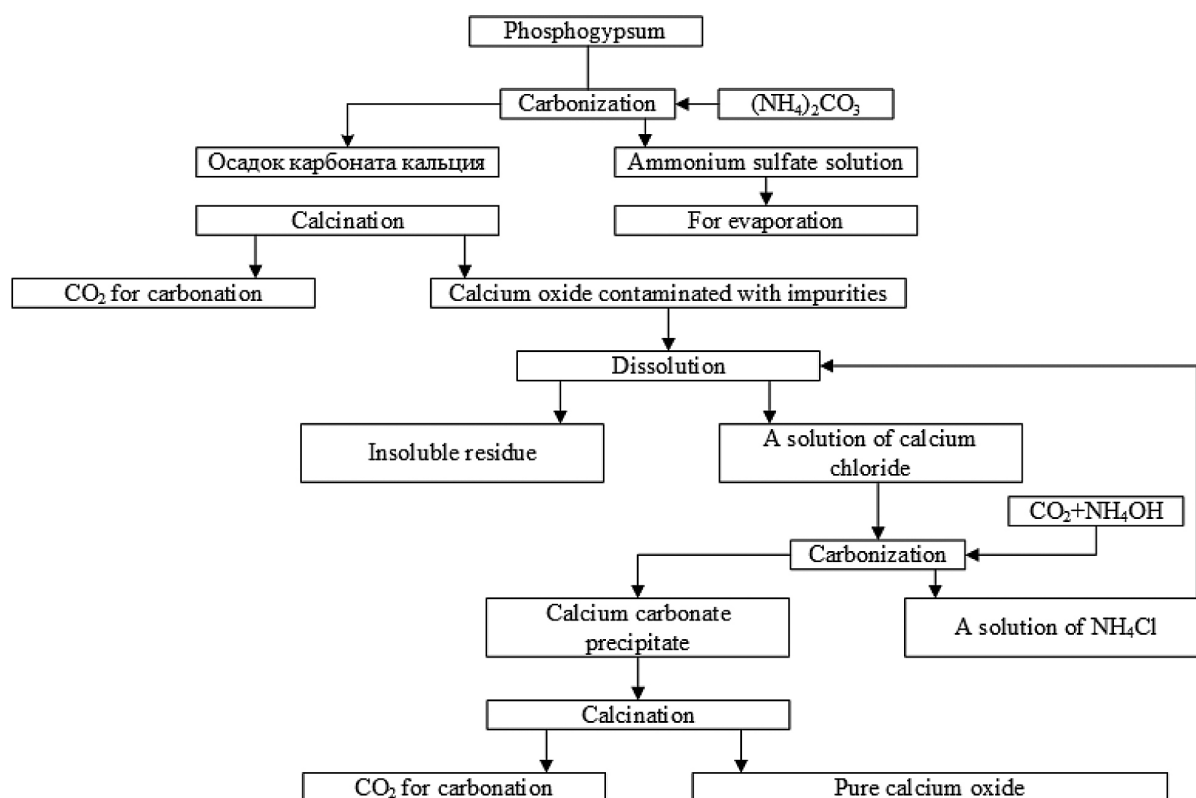 Phosphogypsum
Carbonization
(NH₄)₂CO₃
Осадок карбоната кальция
Ammonium sulfate solution
Calcination
For evaporation
CO₂ for carbonation
Calcium oxide contaminated with impurities
Dissolution
Insoluble residue
A solution of calcium
chloride
CO₂+NH₄OH
Carbonization
Calcium carbonate
precipitate
A solution of NH₄Cl
Calcination
CO₂ for carbonation
Pure calcium oxide